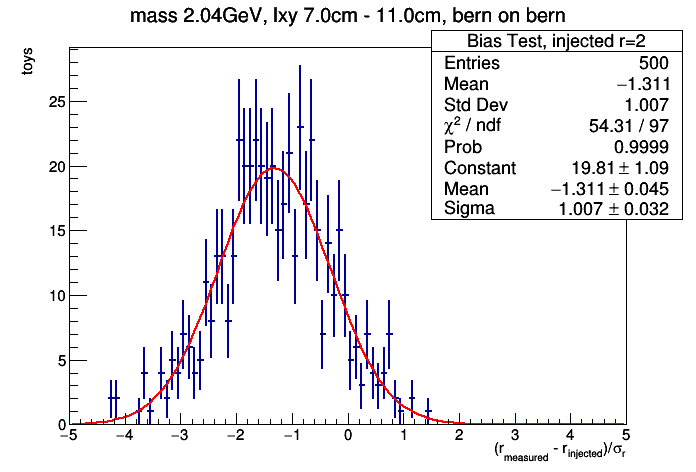 mass 2.04GeV, lxy 7.0cm - 11.0cm, bern on bern
Bias Test, injected r=2
Entries 500
Mean −1.311
Std Dev 1.007
χ² / ndf 54.31 / 97
Prob 0.9999
Constant 19.81 ± 1.09
Mean −1.311 ± 0.045
Sigma 1.007 ± 0.032
toys
25
20
15
10
5
0
−5 −4 −3 −2 −1 0 1 2 3 4 5
(r_measured - r_injected)/σ_r